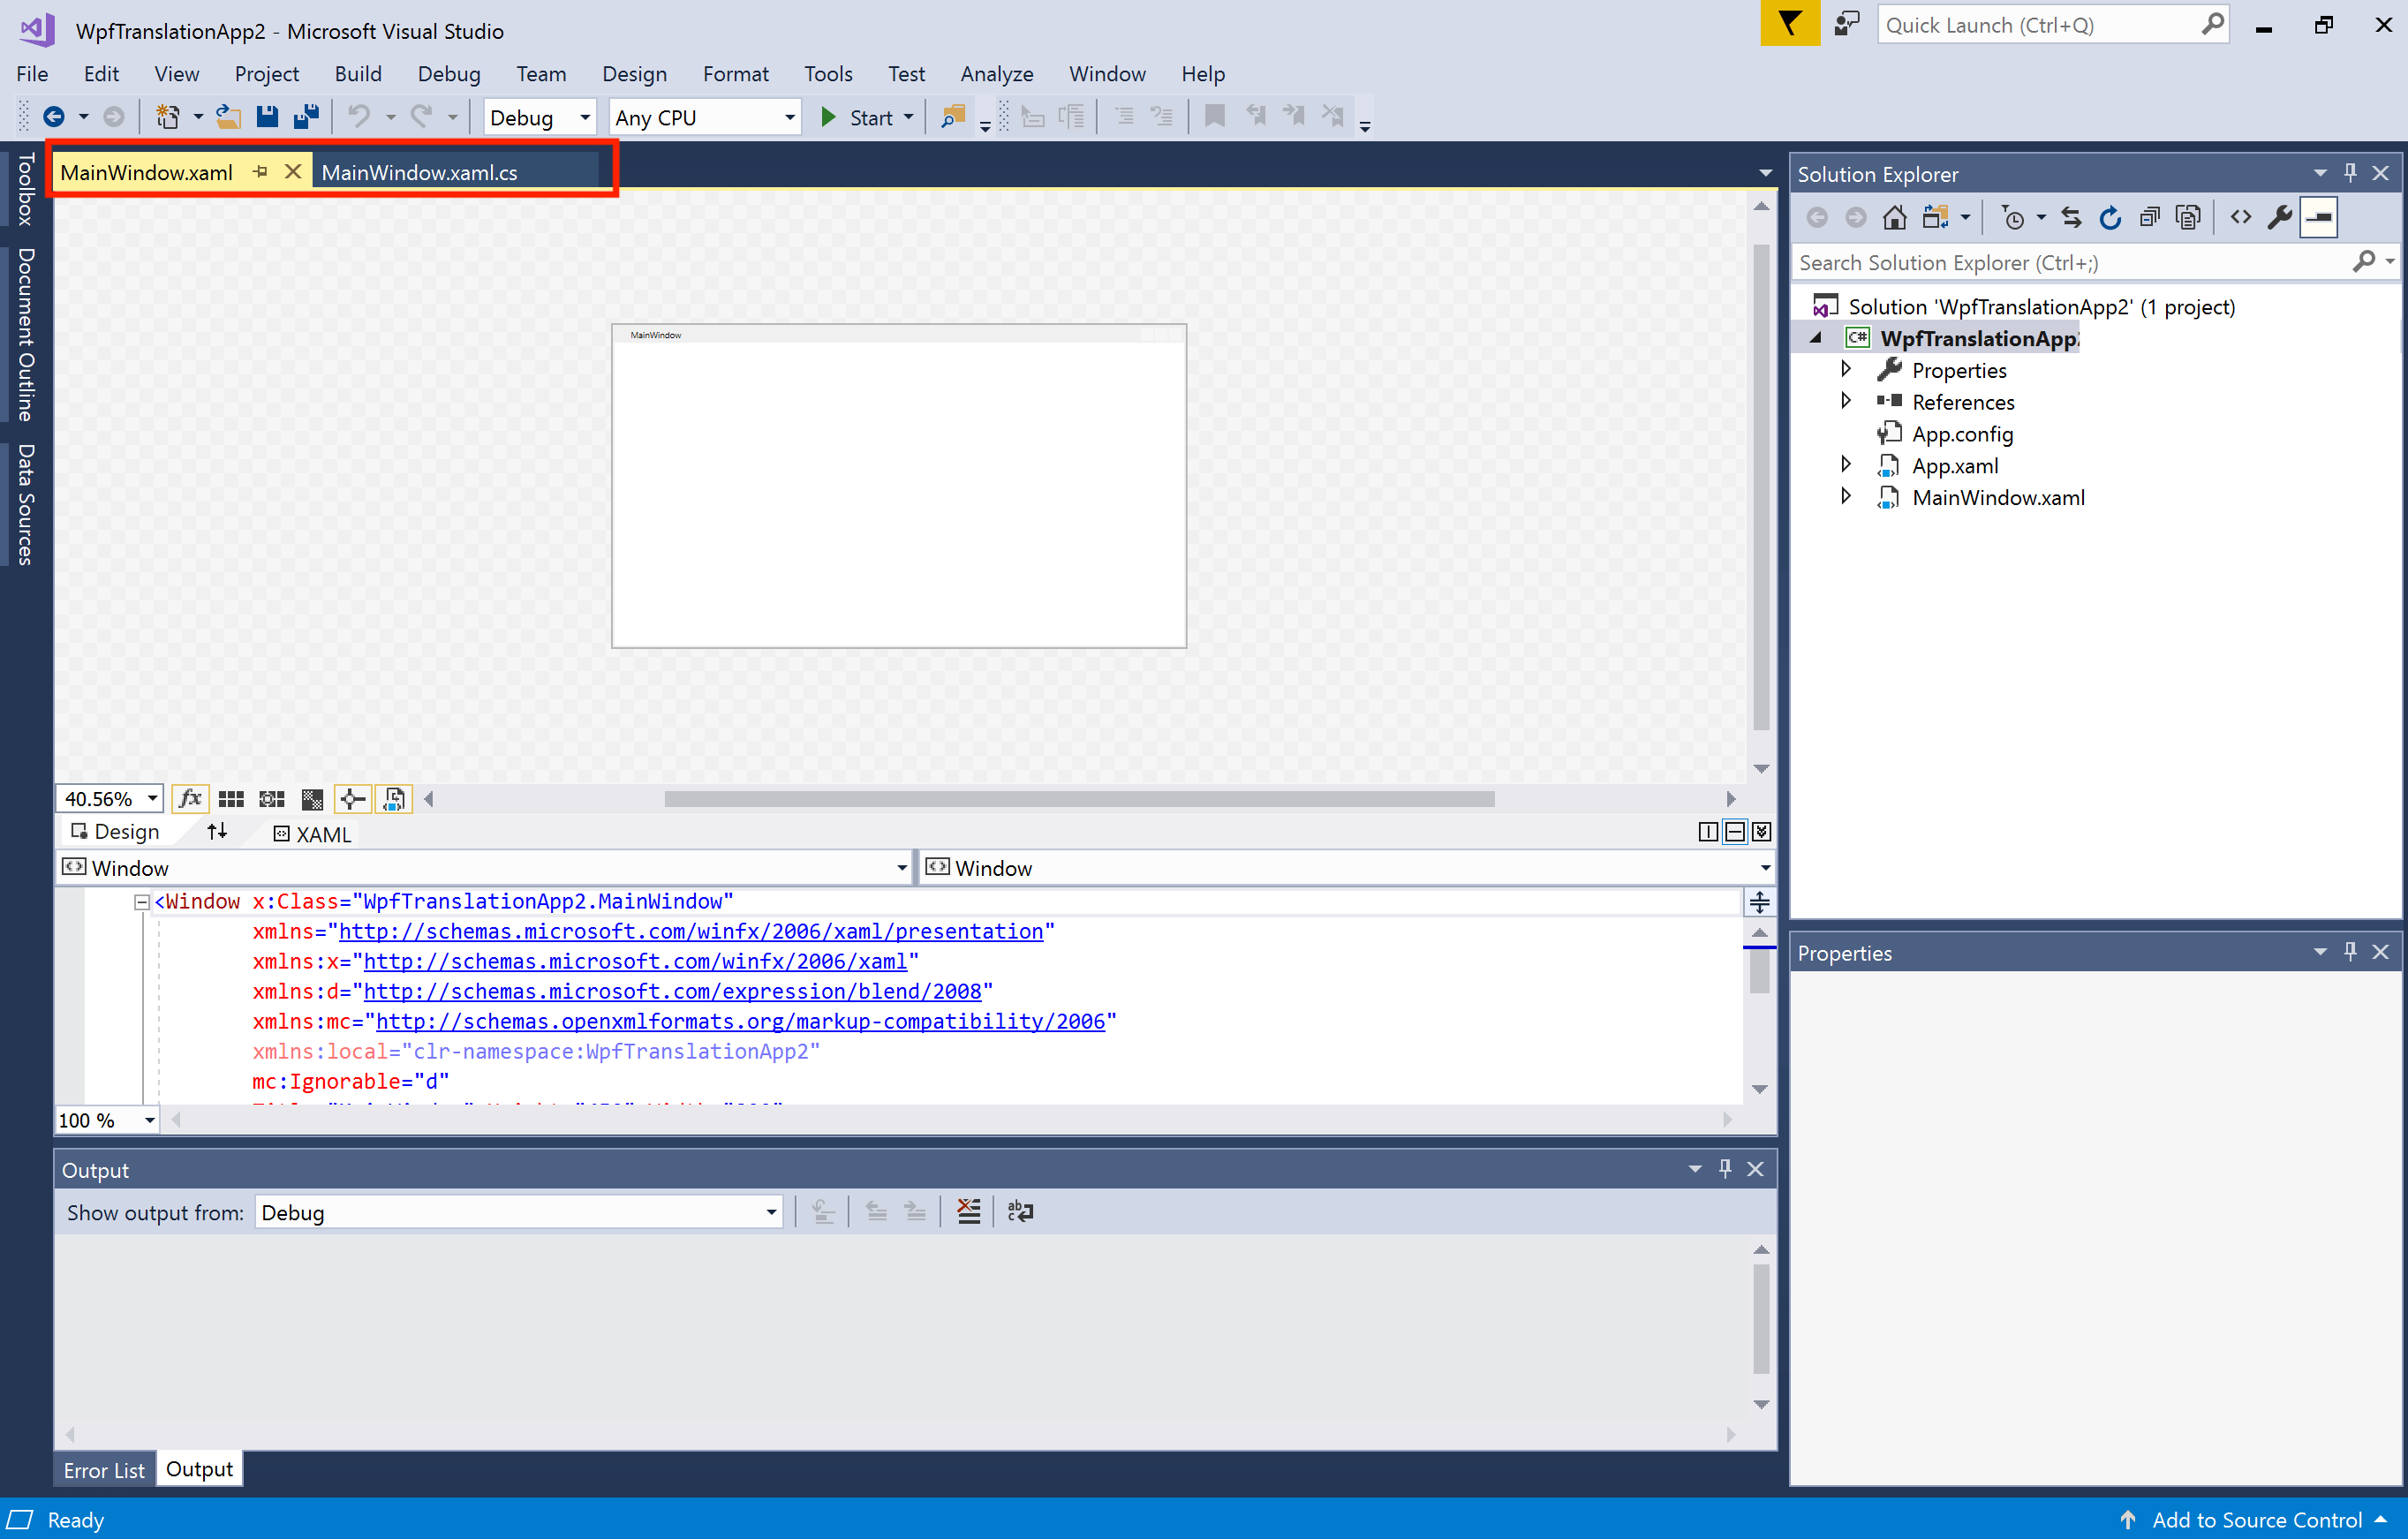 WpfTranslationApp2 - Microsoft Visual Studio
Quick Launch (Ctrl+Q)
File Edit View Project Build Debug Team Design Format Tools Test Analyze Window Help
Debug Any CPU Start
Toolbox
Document Outline
Data Sources
MainWindow.xaml MainWindow.xaml.cs
MainWindow
40.56% fx
Design XAML
Window Window
<Window x:Class="WpfTranslationApp2.MainWindow"
xmlns="http://schemas.microsoft.com/winfx/2006/xaml/presentation"
xmlns:x="http://schemas.microsoft.com/winfx/2006/xaml"
xmlns:d="http://schemas.microsoft.com/expression/blend/2008"
xmlns:mc="http://schemas.openxmlformats.org/markup-compatibility/2006"
xmlns:local="clr-namespace:WpfTranslationApp2"
mc:Ignorable="d"
100 %
Output
Show output from: Debug
Error List Output
Solution Explorer
Search Solution Explorer (Ctrl+;)
Solution 'WpfTranslationApp2' (1 project)
C# WpfTranslationApp2
Properties
References
App.config
App.xaml
MainWindow.xaml
Properties
Ready
Add to Source Control